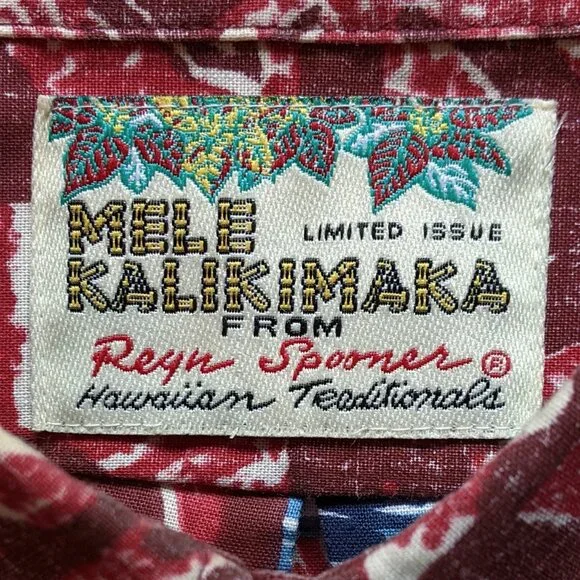 MELE LIMITED ISSUE
KALIKIMAKA
FROM
Reyn Spooner ®
Hawaiian Traditionals